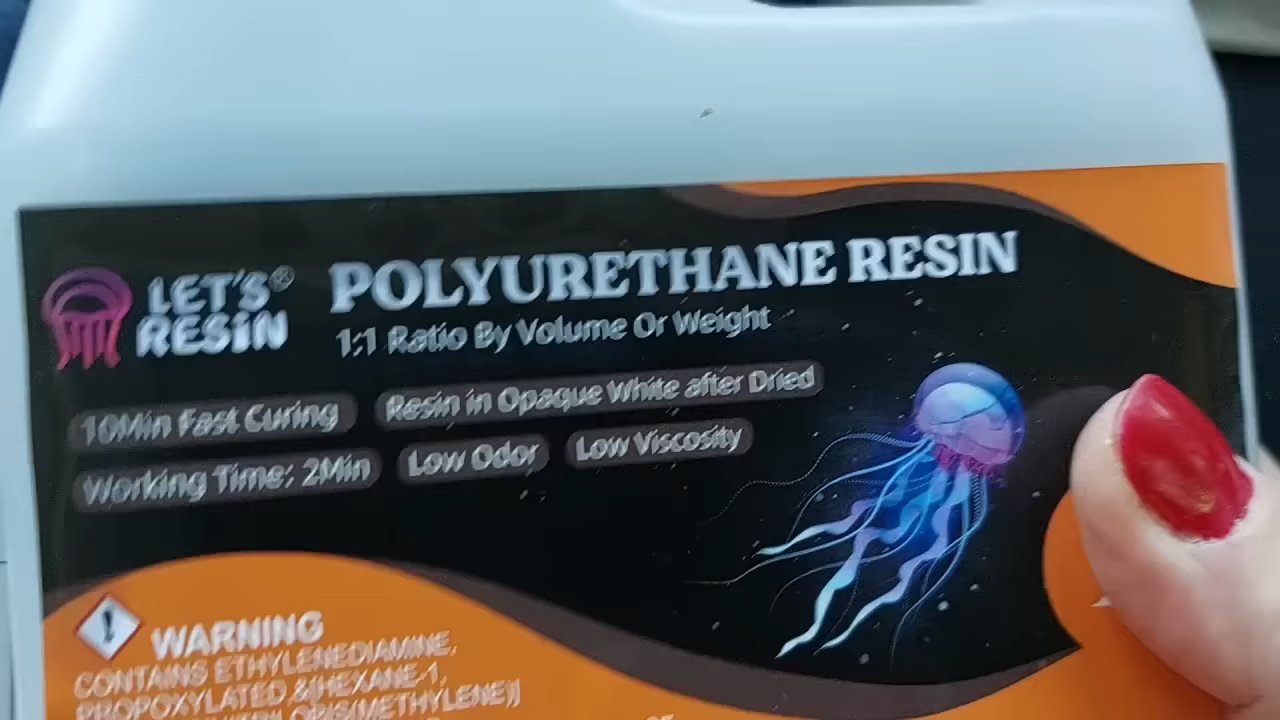 LET'S®
RESIN
POLYURETHANE RESIN
1:1 Ratio By Volume Or Weight
10Min Fast Curing
Resin in Opaque White after Dried
Working Time: 2Min
Low Odor
Low Viscosity
WARNING
CONTAINS ETHYLENEDIAMINE,
PROPOXYLATED &[HEXANE-1,